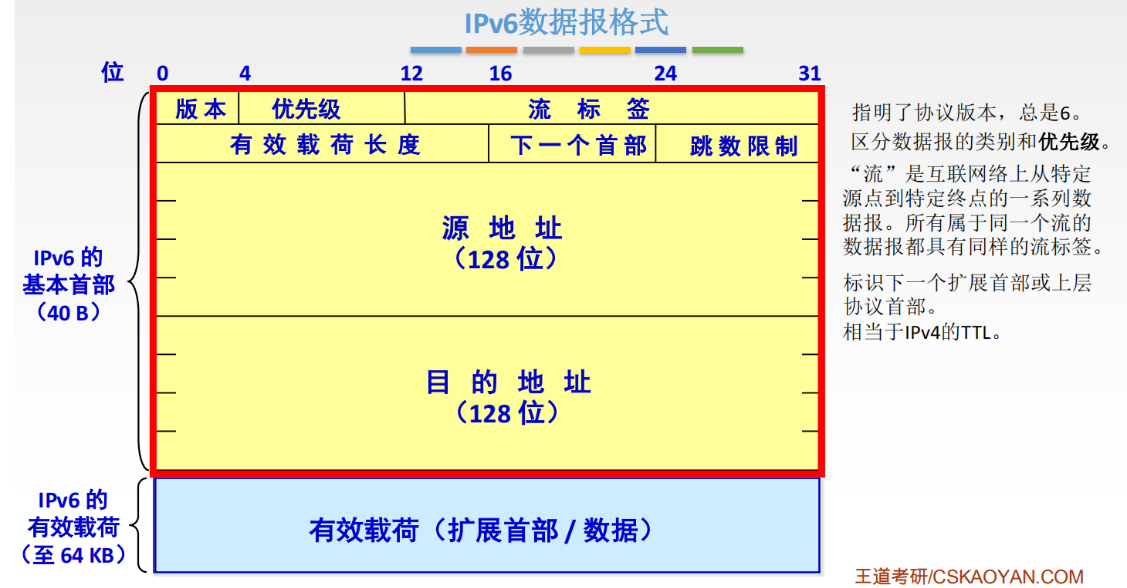 IPv6数据报格式
位 0 4 12 16 24 31
版本 优先级 流标签
有效载荷长度 下一个首部 跳数限制
源地址
（128 位）
目的地址
（128 位）
IPv6 的
基本首部
（40 B）
IPv6 的
有效载荷
（至 64 KB）
有效载荷（扩展首部 / 数据）
指明了协议版本，总是6。
区分数据报的类别和优先级。
“流”是互联网络上从特定
源点到特定终点的一系列数
据报。所有属于同一个流的
数据报都具有同样的流标签。
标识下一个扩展首部或上层
协议首部。
相当于IPv4的TTL。
王道考研/CSKAOYAN.COM